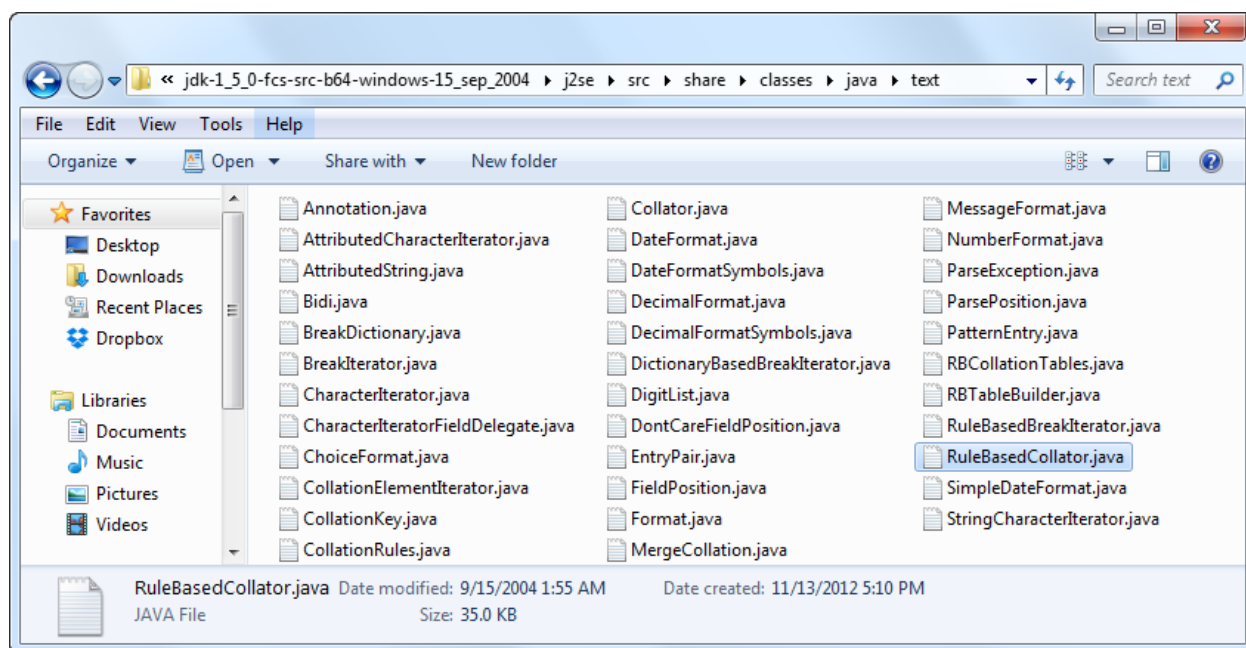 « jdk-1_5_0-fcs-src-b64-windows-15_sep_2004 ▸ j2se ▸ src ▸ share ▸ classes ▸ java ▸ text
Search text
File Edit View Tools Help
Organize Open Share with New folder
Favorites
Desktop
Downloads
Recent Places
Dropbox
Libraries
Documents
Music
Pictures
Videos
Annotation.java
AttributedCharacterIterator.java
AttributedString.java
Bidi.java
BreakDictionary.java
BreakIterator.java
CharacterIterator.java
CharacterIteratorFieldDelegate.java
ChoiceFormat.java
CollationElementIterator.java
CollationKey.java
CollationRules.java
Collator.java
DateFormat.java
DateFormatSymbols.java
DecimalFormat.java
DecimalFormatSymbols.java
DictionaryBasedBreakIterator.java
DigitList.java
DontCareFieldPosition.java
EntryPair.java
FieldPosition.java
Format.java
MergeCollation.java
MessageFormat.java
NumberFormat.java
ParseException.java
ParsePosition.java
PatternEntry.java
RBCollationTables.java
RBTableBuilder.java
RuleBasedBreakIterator.java
RuleBasedCollator.java
SimpleDateFormat.java
StringCharacterIterator.java
RuleBasedCollator.java Date modified: 9/15/2004 1:55 AM Date created: 11/13/2012 5:10 PM
JAVA File Size: 35.0 KB